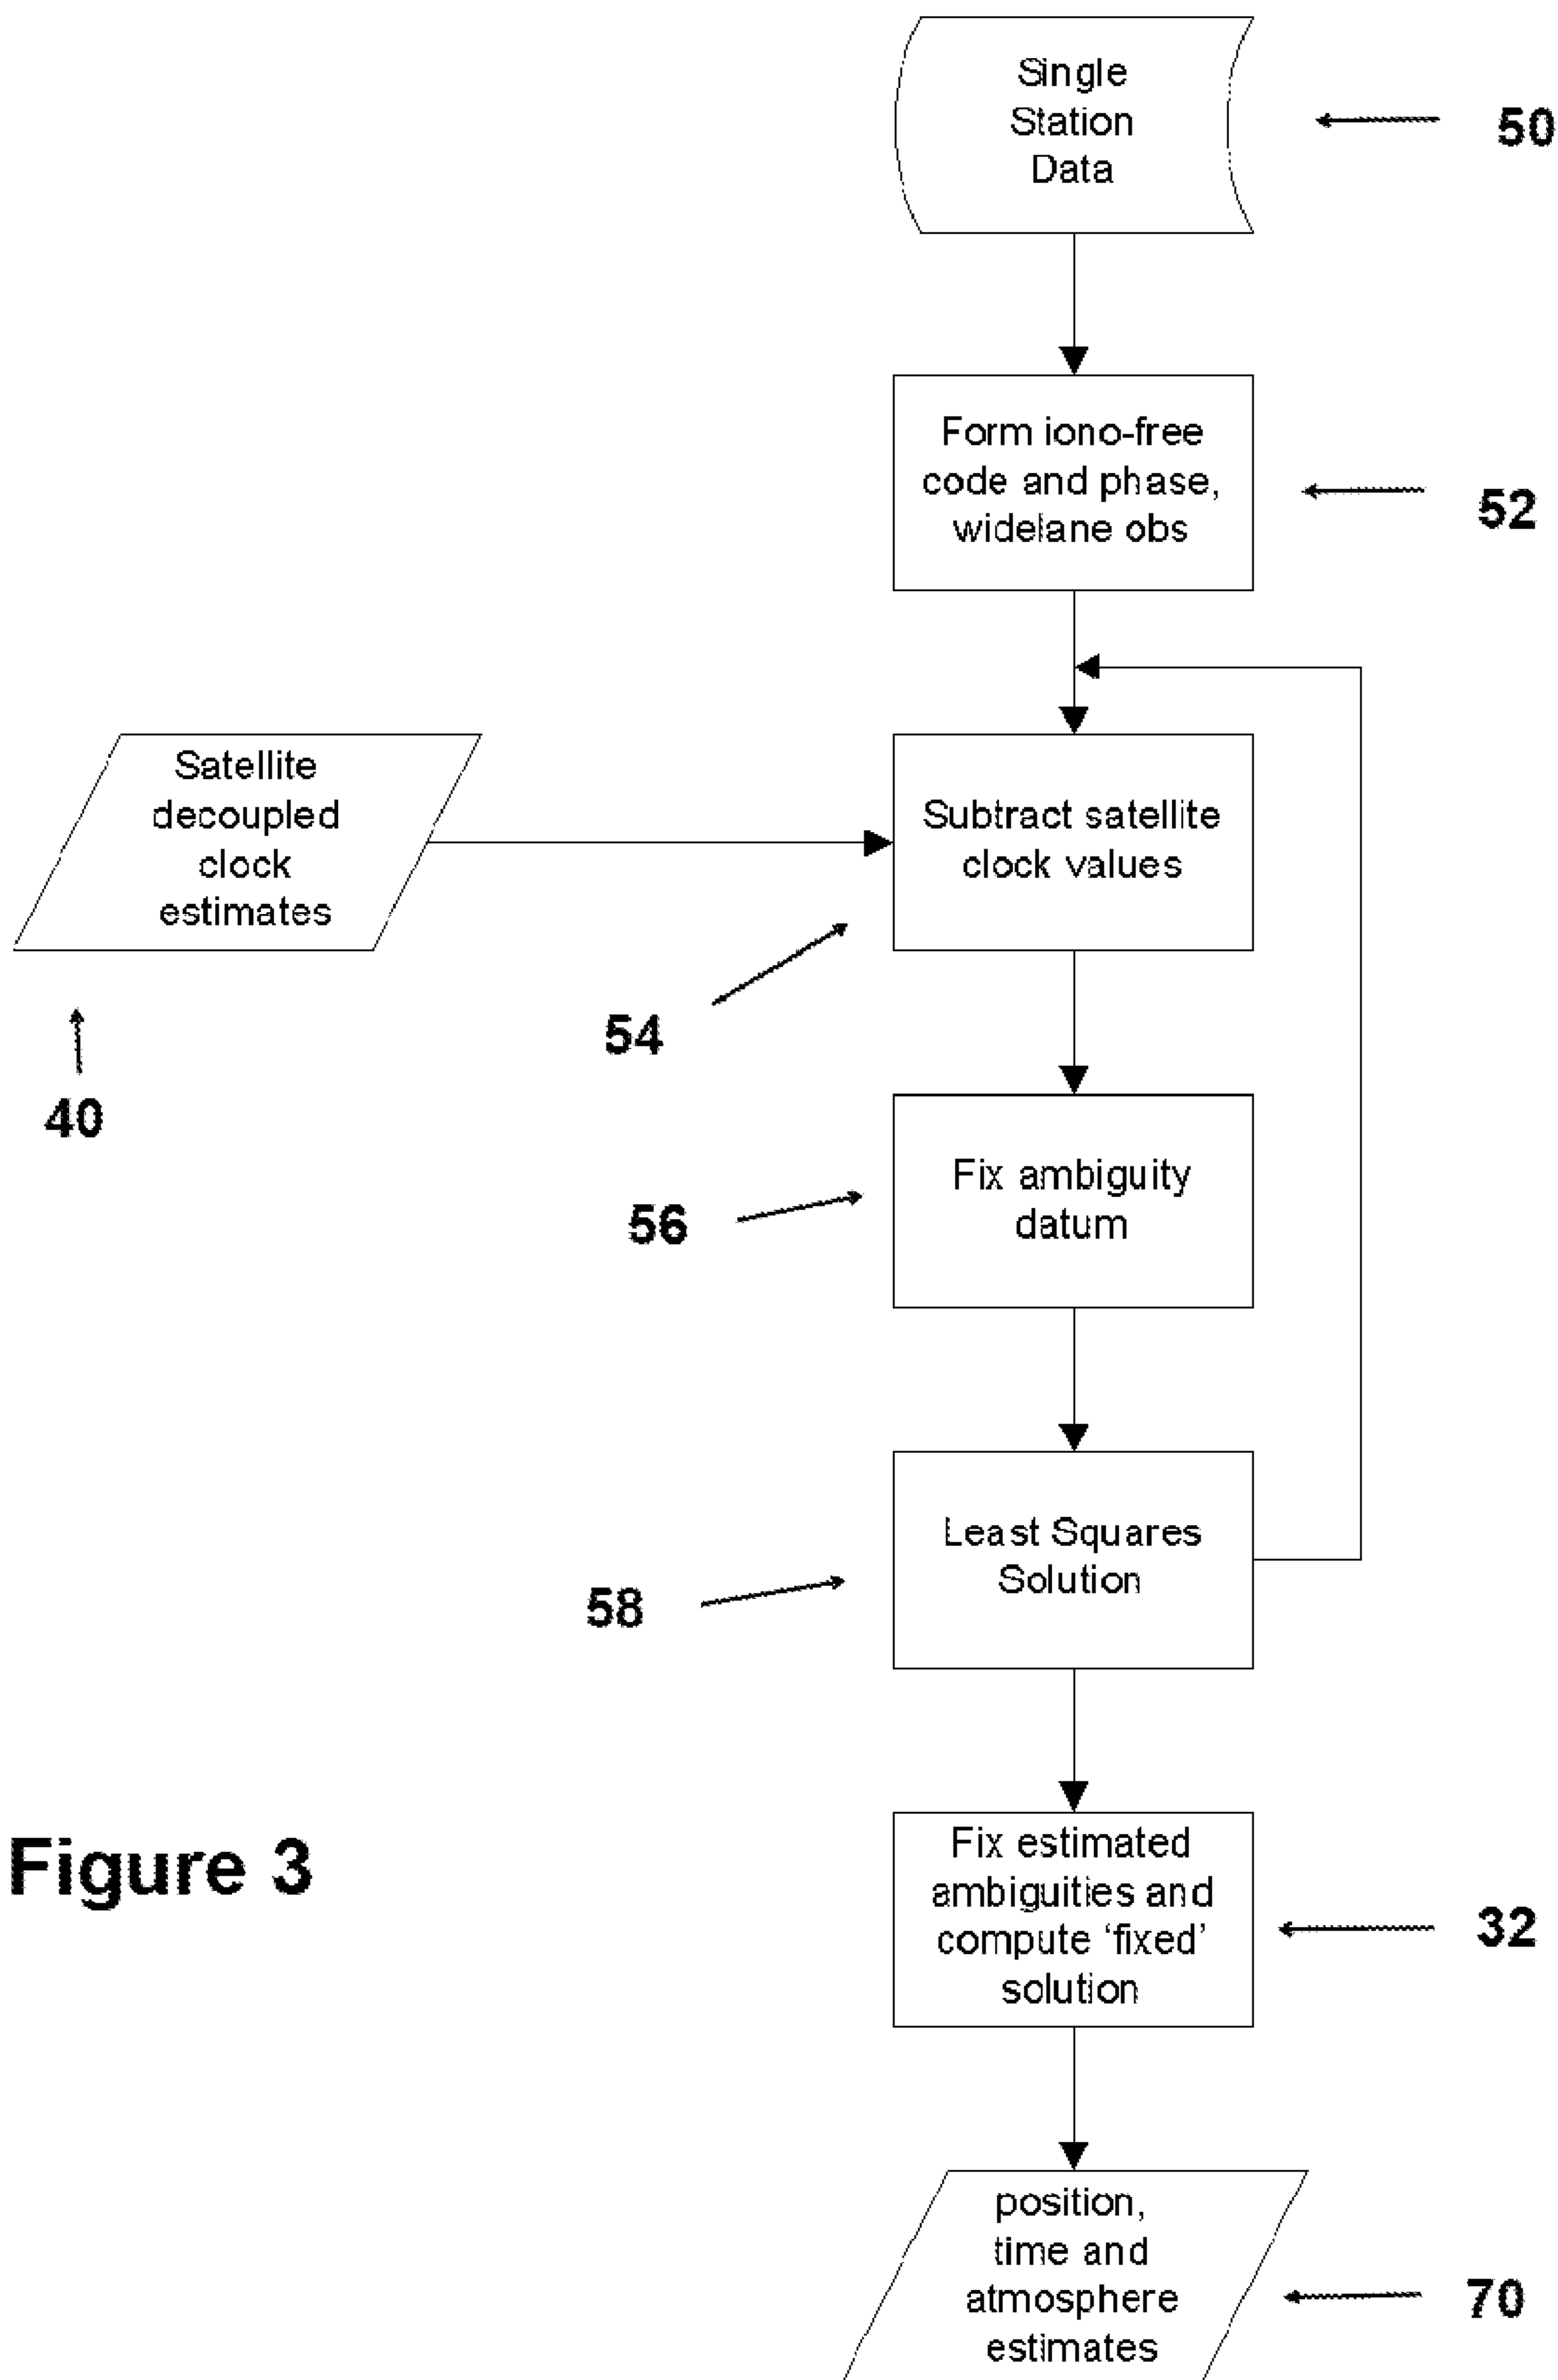 Single
Station
Data
50
Form iono-free
code and phase,
widelane obs
52
Satellite
decoupled
clock
estimates
40
Subtract satellite
clock values
54
Fix ambiguity
datum
56
Least Squares
Solution
58
Fix estimated
ambiguities and
compute ‘fixed’
solution
32
Figure 3
position,
time and
atmosphere
estimates
70